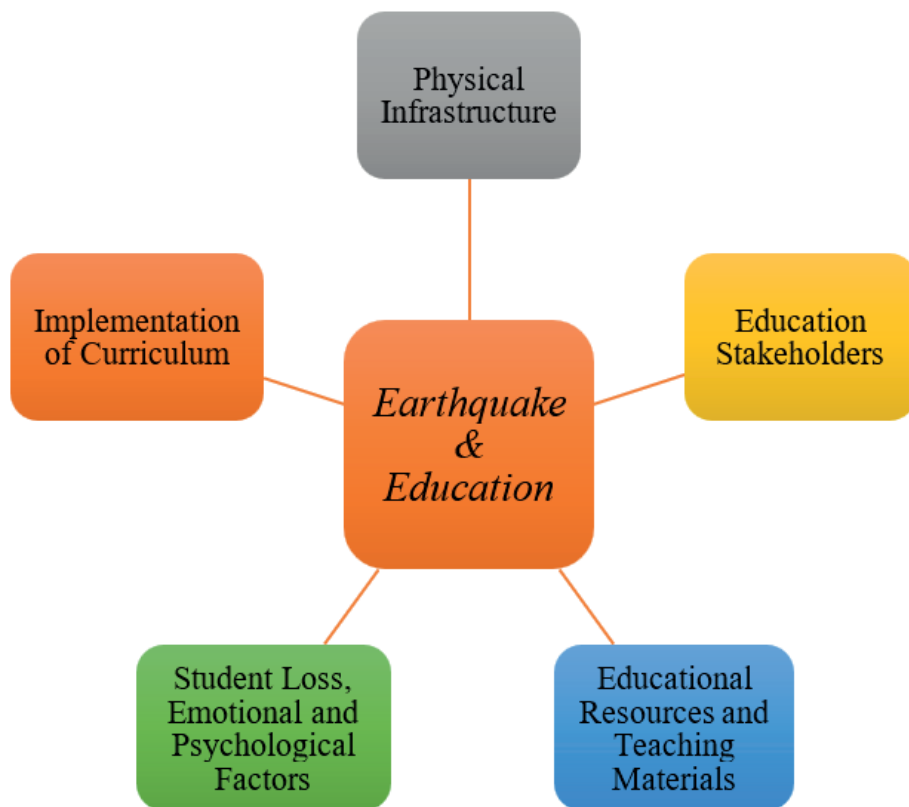 Physical
Infrastructure
Implementation
of Curriculum
Education
Stakeholders
Earthquake
&
Education
Student Loss,
Emotional and
Psychological
Factors
Educational
Resources and
Teaching
Materials